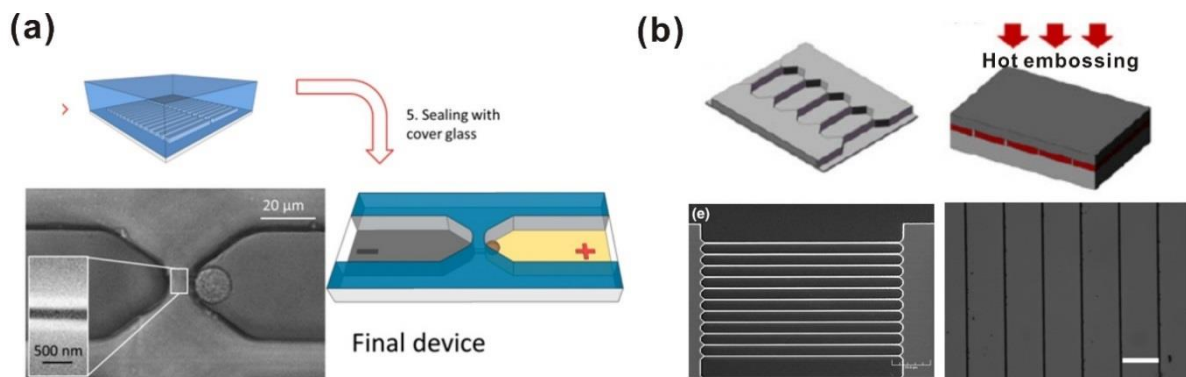 (a)
5. Sealing with
cover glass
20 µm
500 nm
−
+
Final device
(b)
Hot embossing
(e)